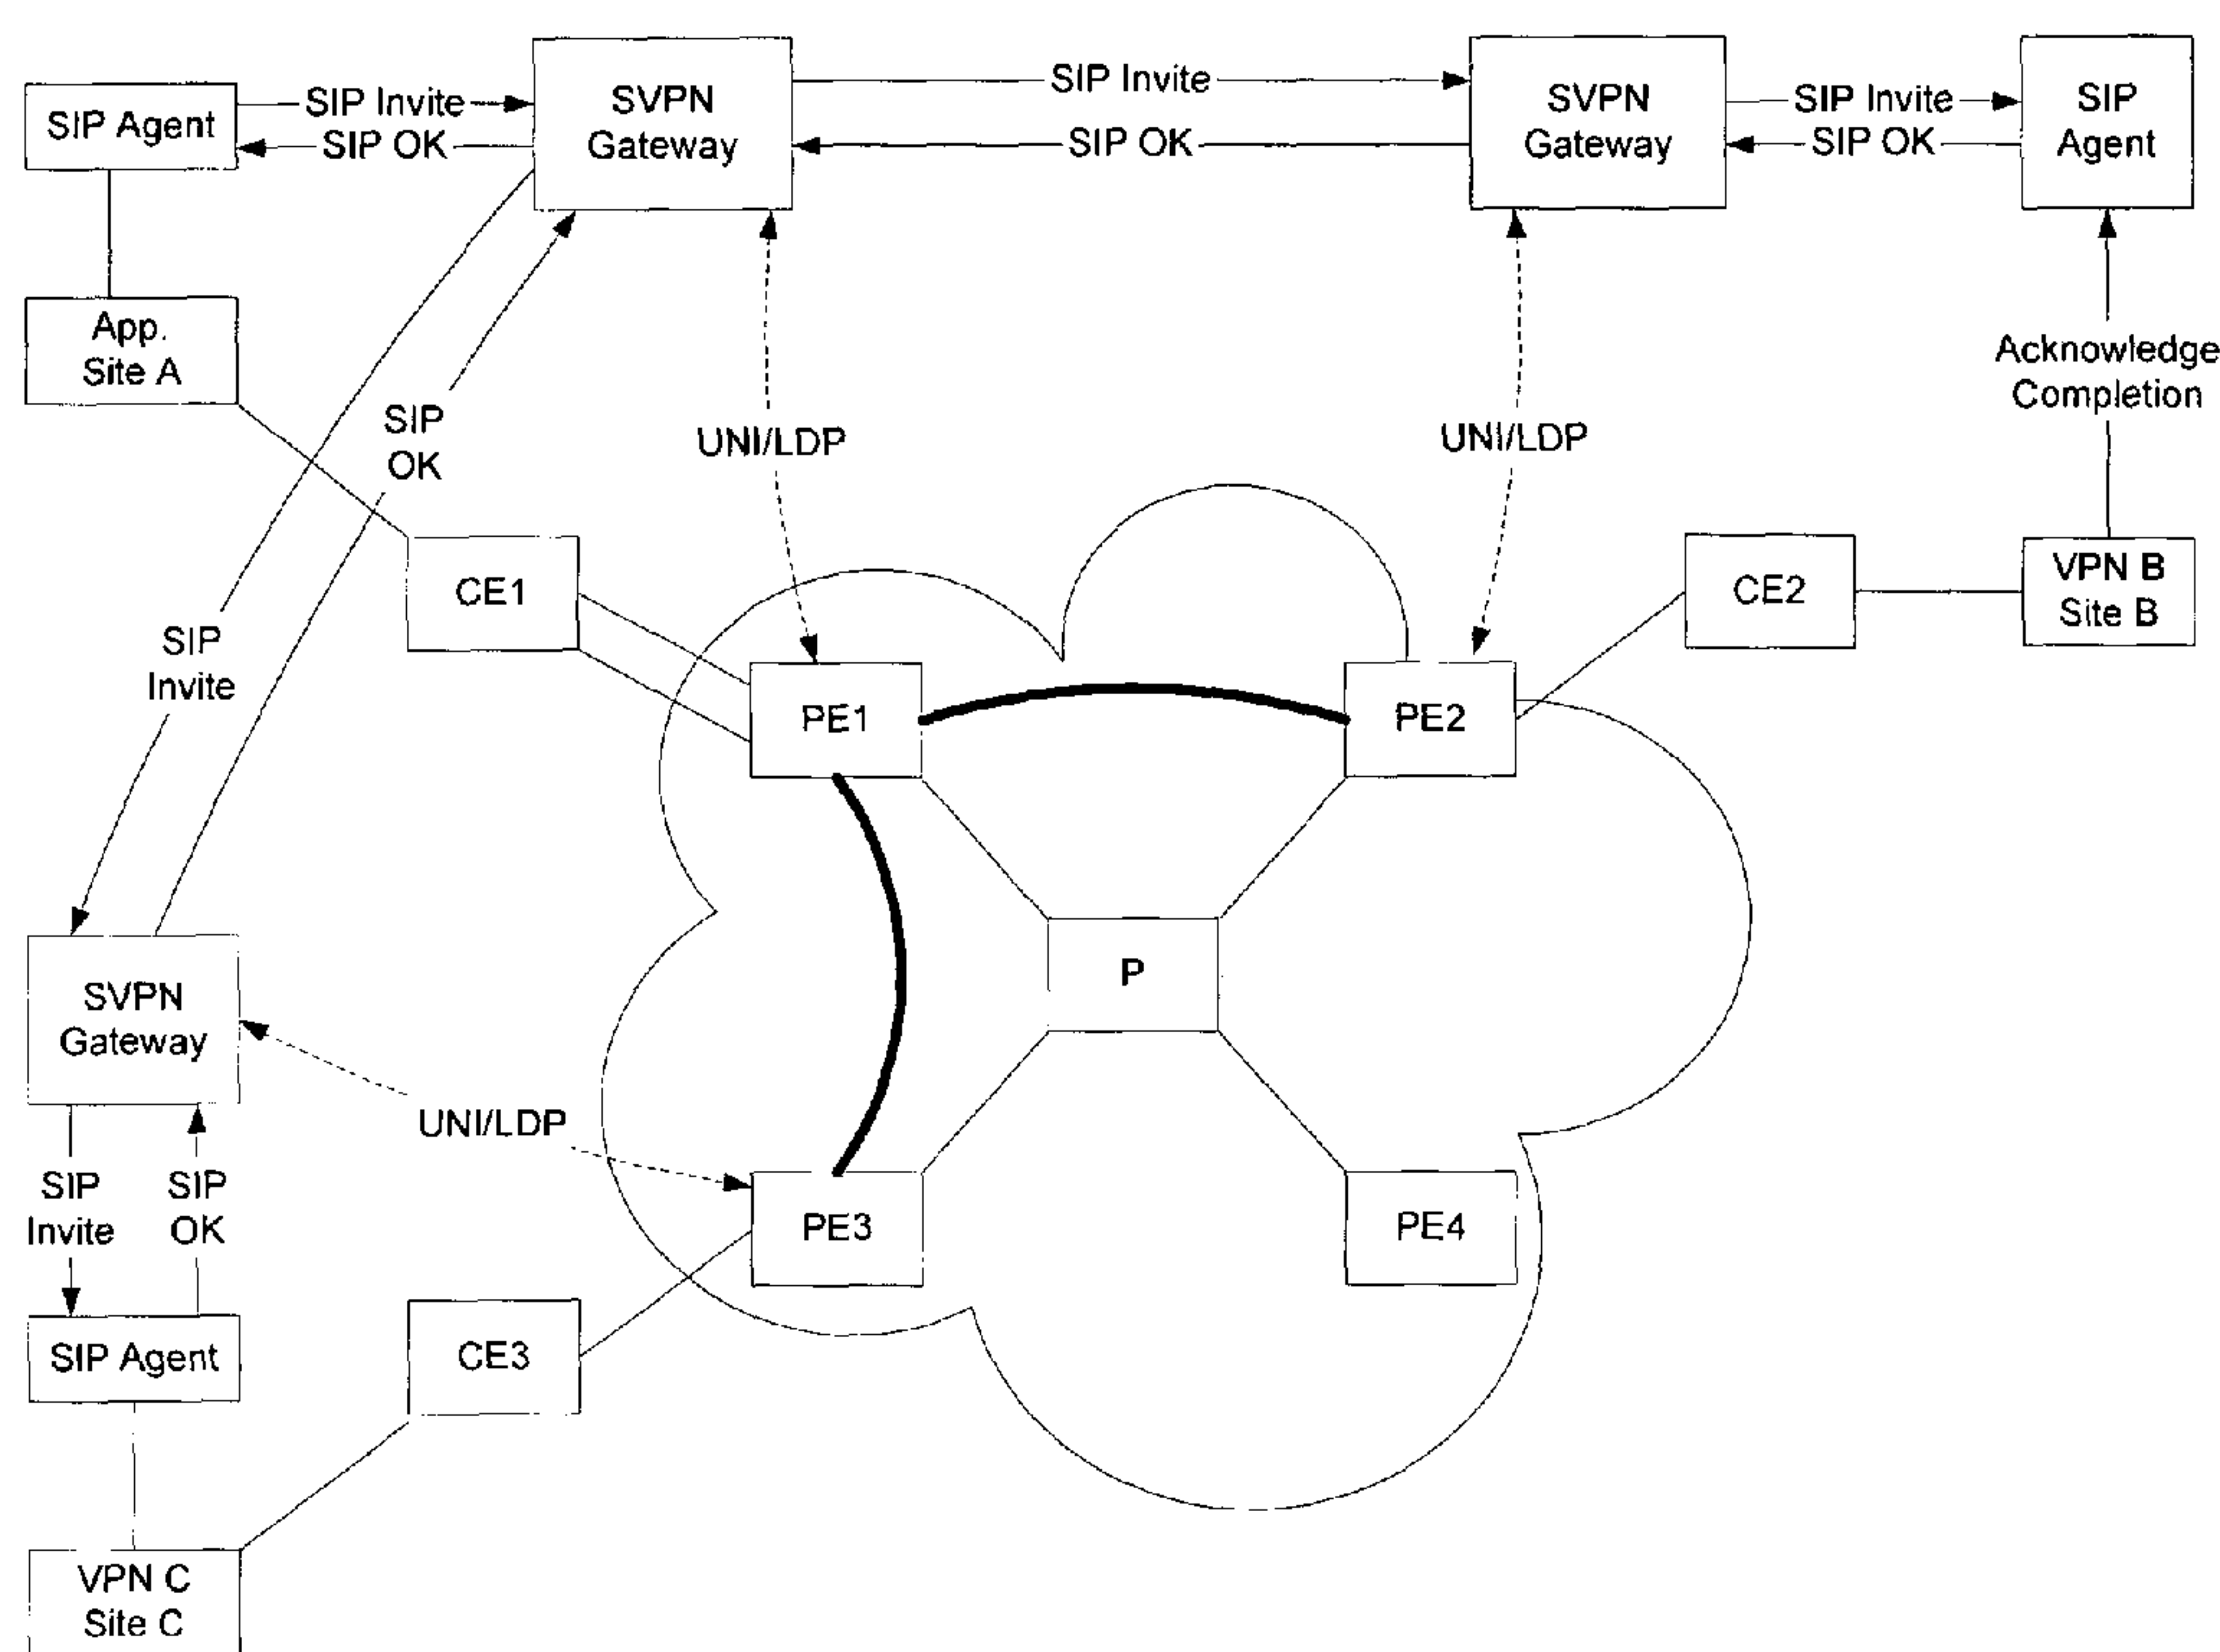 SIP Agent
SIP Invite
SIP OK
SVPN
Gateway
SIP Invite
SIP OK
SVPN
Gateway
SIP Invite
SIP OK
SIP
Agent
App.
Site A
SIP
OK
UNI/LDP
UNI/LDP
Acknowledge
Completion
CE1
CE2
VPN B
Site B
SIP
Invite
PE1
PE2
P
SVPN
Gateway
UNI/LDP
SIP
Invite
SIP
OK
PE3
PE4
SIP Agent
CE3
VPN C
Site C